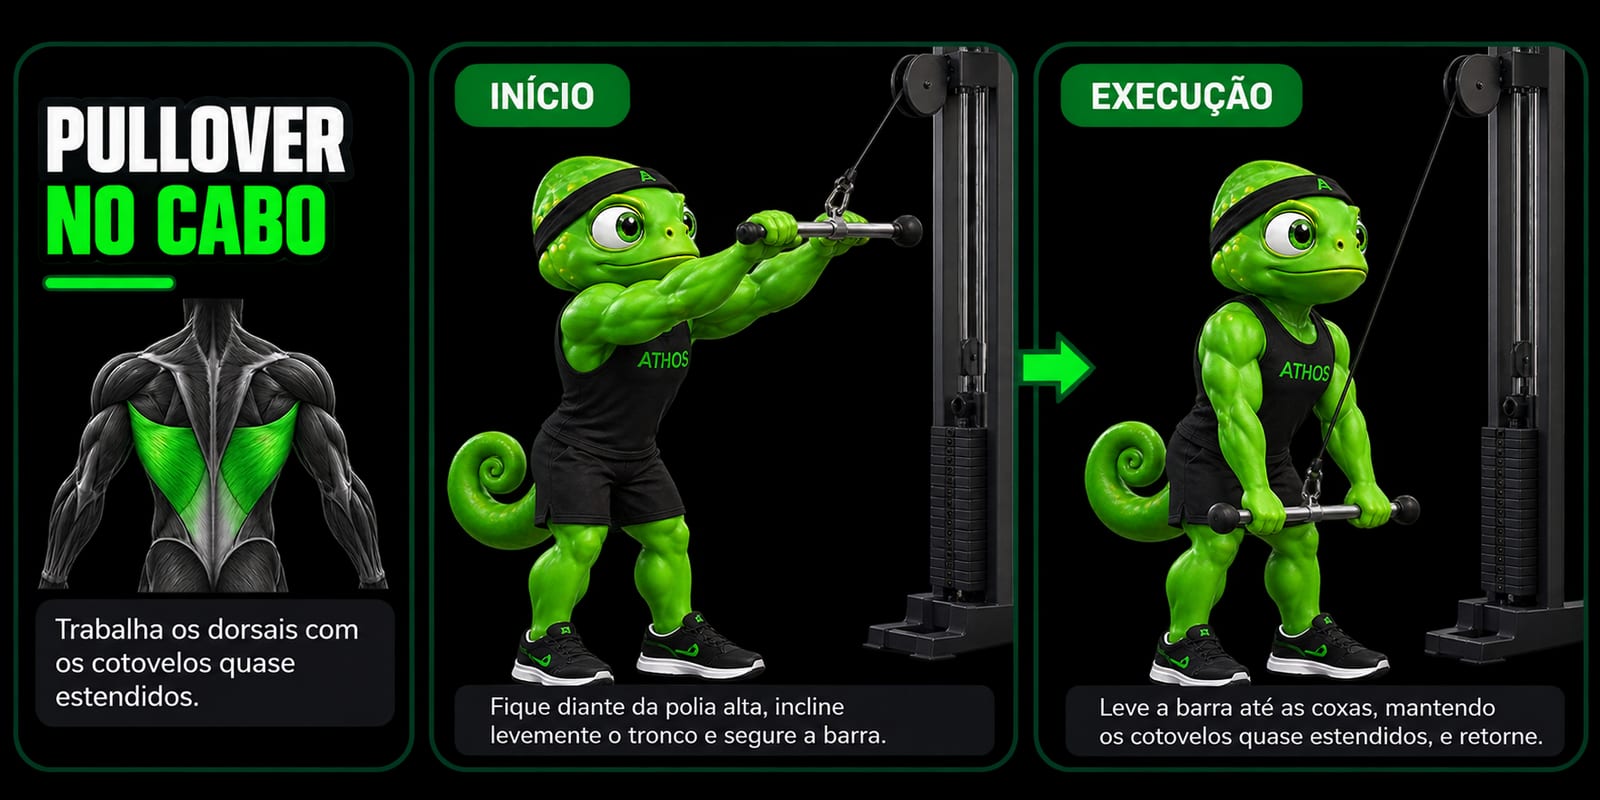 PULLOVER
NO CABO
Trabalha os dorsais com
os cotovelos quase
estendidos.
INÍCIO
A
ATHOS
Fique diante da polia alta, incline
levemente o tronco e segure a barra.
EXECUÇÃO
A
ATHOS
Leve a barra até as coxas, mantendo
os cotovelos quase estendidos, e retorne.